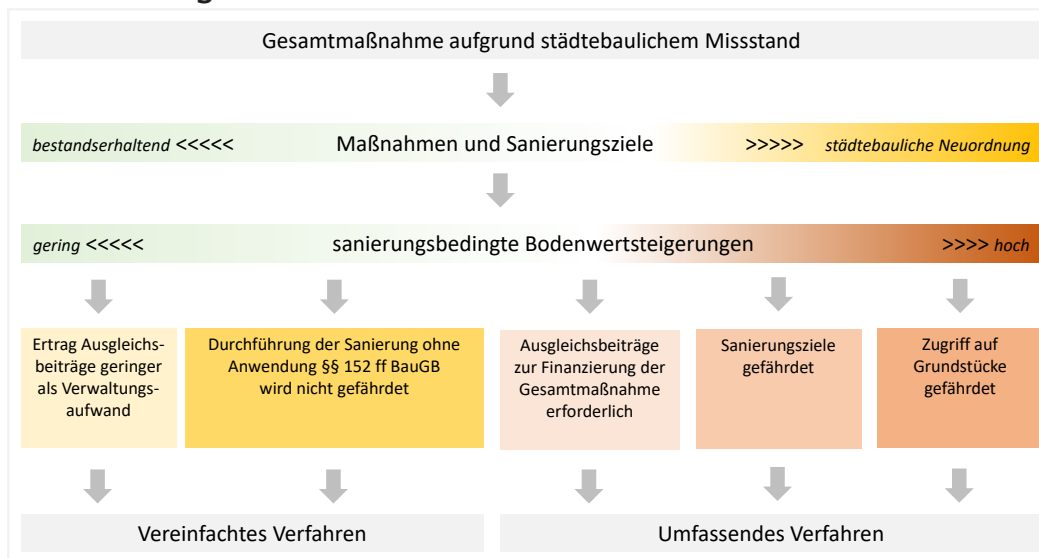 Gesamtmaßnahme aufgrund städtebaulichem Missstand
bestandserhaltend <<<<< Maßnahmen und Sanierungsziele >>>>> städtebauliche Neuordnung
gering <<<<< sanierungsbedingte Bodenwertsteigerungen >>>> hoch
Ertrag Ausgleichs-
beiträge geringer
als Verwaltungs-
aufwand
Durchführung der Sanierung ohne
Anwendung §§ 152 ff BauGB
wird nicht gefährdet
Ausgleichsbeiträge
zur Finanzierung der
Gesamtmaßnahme
erforderlich
Sanierungsziele
gefährdet
Zugriff auf
Grundstücke
gefährdet
Vereinfachtes Verfahren
Umfassendes Verfahren